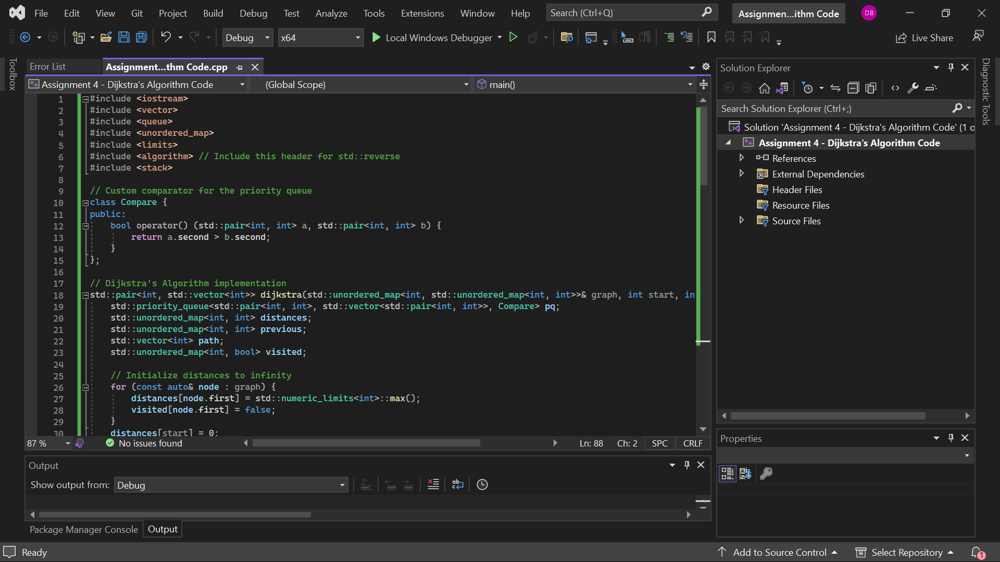 File Edit View Git Project Build Debug Test Analyze Tools Extensions Window Help Search (Ctrl+Q) Assignmen...ithm Code DB
Debug x64 Local Windows Debugger Live Share
Toolbox
Error List Assignment...thm Code.cpp
Assignment 4 - Dijkstra's Algorithm Code (Global Scope) main()
1 #include <iostream>
2 #include <vector>
3 #include <queue>
4 #include <unordered_map>
5 #include <limits>
6 #include <algorithm> // Include this header for std::reverse
7 #include <stack>
8
9 // Custom comparator for the priority queue
10 class Compare {
11 public:
12 bool operator() (std::pair<int, int> a, std::pair<int, int> b) {
13 return a.second > b.second;
14 }
15 };
16
17 // Dijkstra's Algorithm implementation
18 std::pair<int, std::vector<int>> dijkstra(std::unordered_map<int, std::unordered_map<int, int>>& graph, int start, in
19 std::priority_queue<std::pair<int, int>, std::vector<std::pair<int, int>>, Compare> pq;
20 std::unordered_map<int, int> distances;
21 std::unordered_map<int, int> previous;
22 std::vector<int> path;
23 std::unordered_map<int, bool> visited;
24
25 // Initialize distances to infinity
26 for (const auto& node : graph) {
27 distances[node.first] = std::numeric_limits<int>::max();
28 visited[node.first] = false;
29 }
30 distances[start] = 0;
87 % No issues found Ln: 88 Ch: 2 SPC CRLF
Output
Show output from: Debug
Package Manager Console Output
Solution Explorer
Search Solution Explorer (Ctrl+;)
Solution 'Assignment 4 - Dijkstra's Algorithm Code' (1 o
Assignment 4 - Dijkstra's Algorithm Code
References
External Dependencies
Header Files
Resource Files
Source Files
Properties
Diagnostic Tools
Ready Add to Source Control Select Repository 1